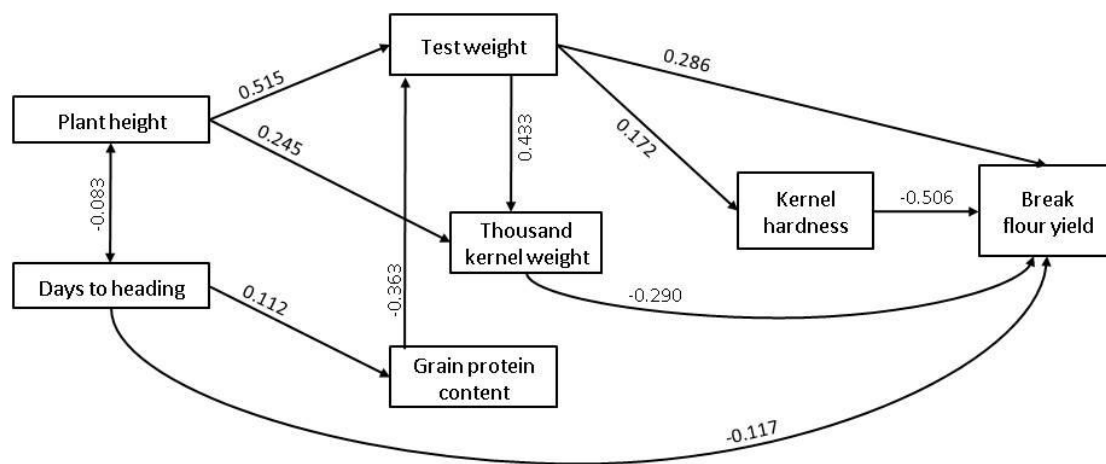 Test weight
0.286
0.515
Plant height
0.245
0.433
0.172
Kernel
hardness
-0.506
Break
flour yield
-0.083
Thousand
kernel weight
Days to heading
0.112
-0.363
-0.290
Grain protein
content
-0.117